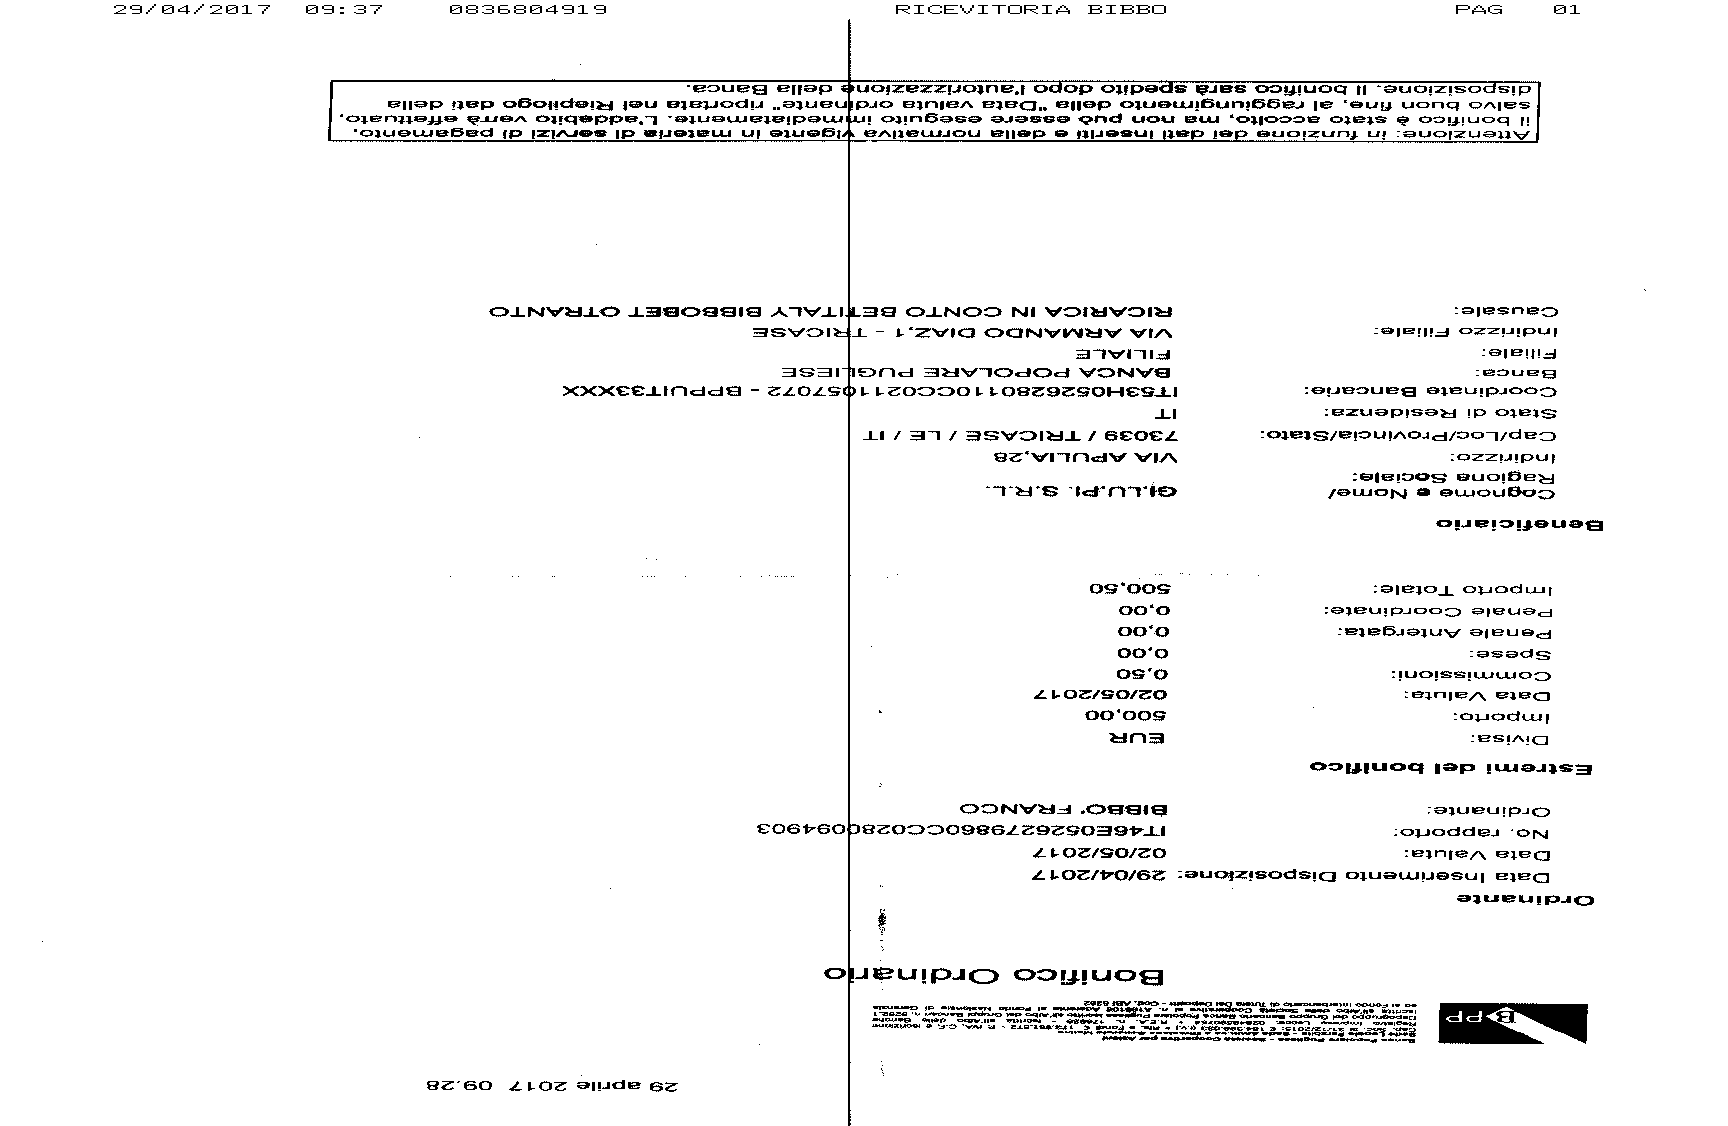 29/04/2017 09:37 0836804919 RICEVITORIA BIBBO PAG 01
29 aprile 2017 09.28
BPP
Banca Popolare Pugliese - Società Cooperativa per Azioni
Bonifico Ordinario
Ordinante
Data Inserimento Disposizione: 29/04/2017
Data Valuta: 02/05/2017
No. rapporto: IT46E0526279860CC0280094903
Ordinante: BIBBO' FRANCO
Estremi del bonifico
Divisa: EUR
Importo: 500,00
Data Valuta: 02/05/2017
Commissioni: 0,50
Spese: 0,00
Penale Antergata: 0,00
Penale Coordinate: 0,00
Importo Totale: 500,50
Beneficiario
Cognome e Nome/ GI.LU.PI. S.R.L.
Ragione Sociale:
Indirizzo: VIA APULIA,28
Cap/Loc/Provincia/Stato: 73039 / TRICASE / LE / IT
Stato di Residenza: IT
Coordinate Bancarie: IT53H0526280110CC0211057072 - BPPUIT33XXX
Banca: BANCA POPOLARE PUGLIESE
Filiale: FILIALE
Indirizzo Filiale: VIA ARMANDO DIAZ,1 - TRICASE
Causale: RICARICA IN CONTO BETITALY BIBBOBET OTRANTO
Attenzione: in funzione dei dati inseriti e della normativa vigente in materia di servizi di pagamento,
il bonifico è stato accolto, ma non può essere eseguito immediatamente. L'addebito verrà effettuato,
salvo buon fine, al raggiungimento della "Data valuta ordinante" riportata nel Riepilogo dati della
disposizione. Il bonifico sarà spedito dopo l'autorizzazione della Banca.